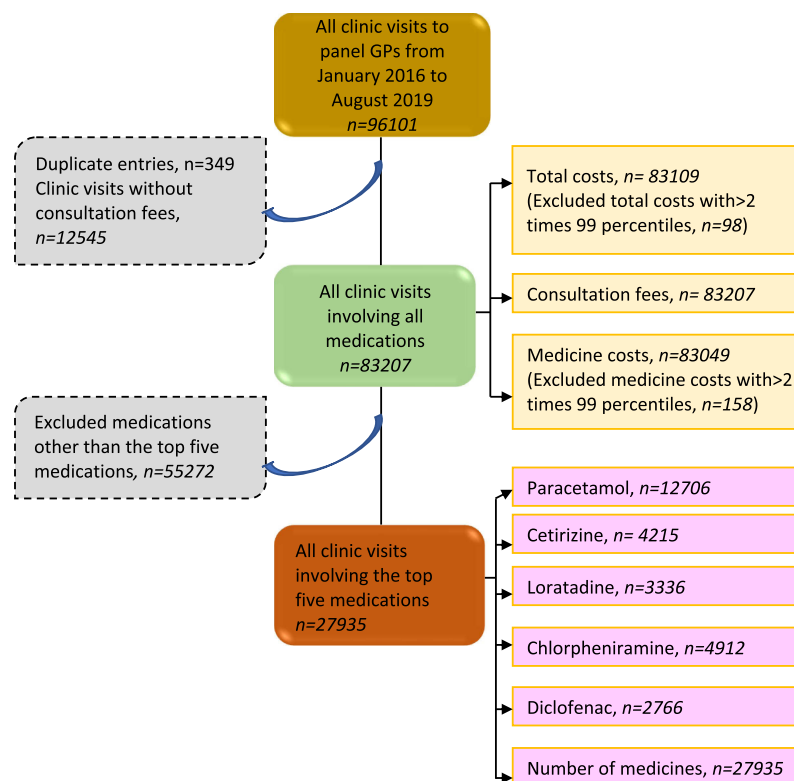 All clinic visits to
panel GPs from
January 2016 to
August 2019
n=96101
Duplicate entries, n=349
Clinic visits without
consultation fees,
n=12545
Total costs, n= 83109
(Excluded total costs with>2
times 99 percentiles, n=98)
All clinic visits
involving all
medications
n=83207
Consultation fees, n= 83207
Medicine costs, n=83049
(Excluded medicine costs with>2
times 99 percentiles, n=158)
Excluded medications
other than the top five
medications, n=55272
All clinic visits
involving the top
five medications
n=27935
Paracetamol, n=12706
Cetirizine, n= 4215
Loratadine, n=3336
Chlorpheniramine, n=4912
Diclofenac, n=2766
Number of medicines, n=27935